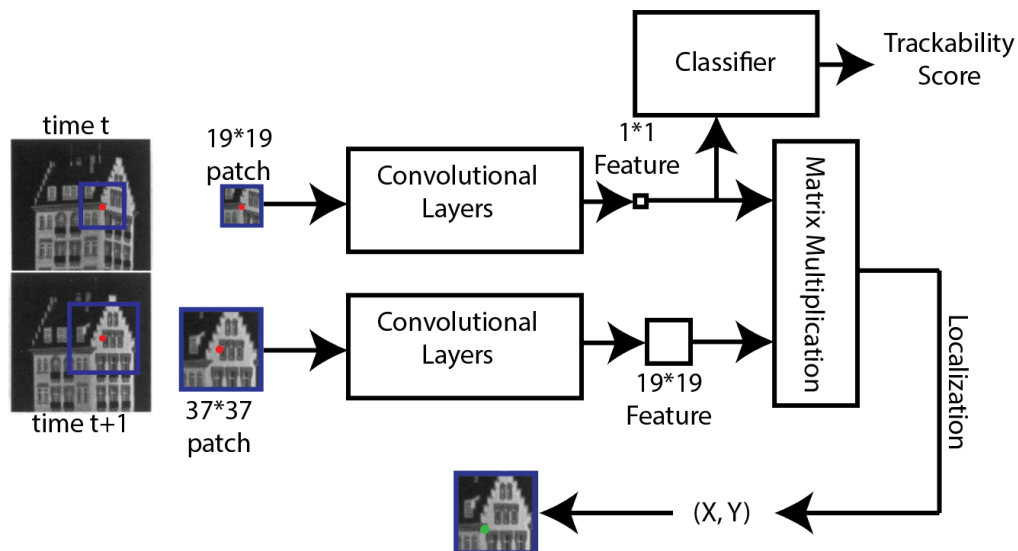 Classifier
Trackability
Score
time t
19*19
patch
1*1
Feature
Convolutional
Layers
Matrix Multiplication
Convolutional
Layers
19*19
Feature
37*37
patch
time t+1
Localization
(X, Y)